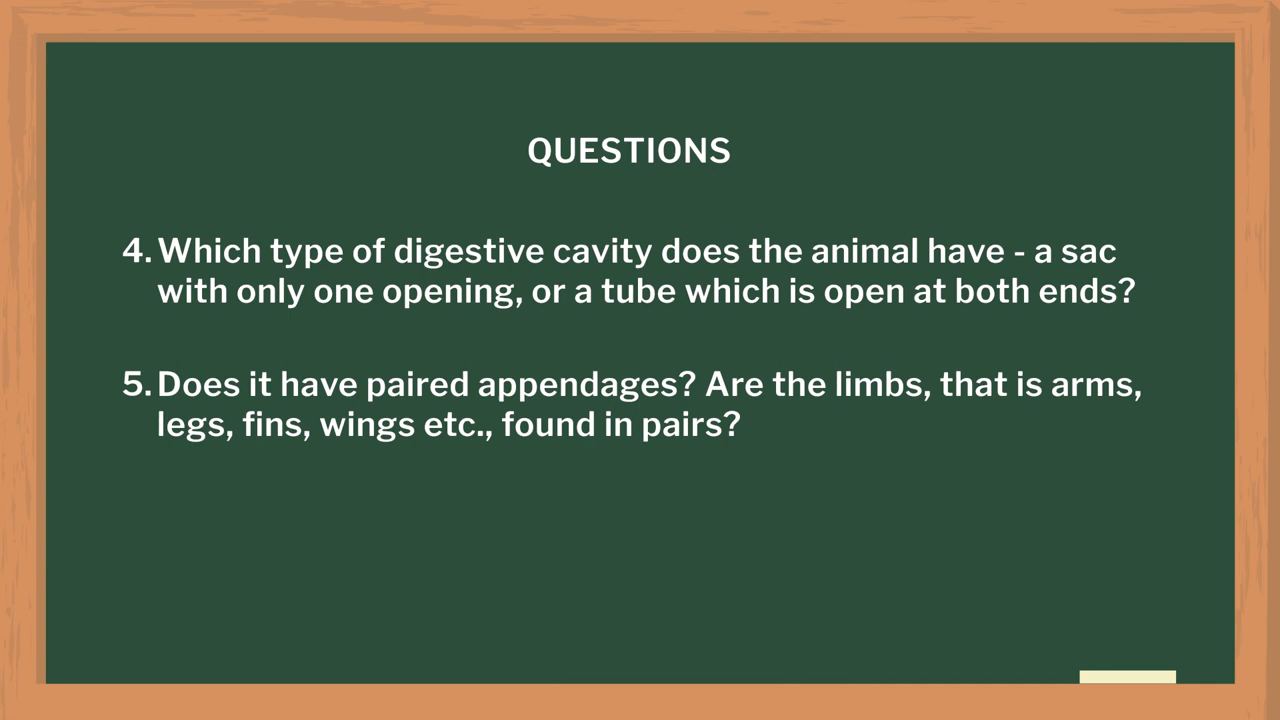 QUESTIONS
4. Which type of digestive cavity does the animal have - a sac
with only one opening, or a tube which is open at both ends?
5. Does it have paired appendages? Are the limbs, that is arms,
legs, fins, wings etc., found in pairs?